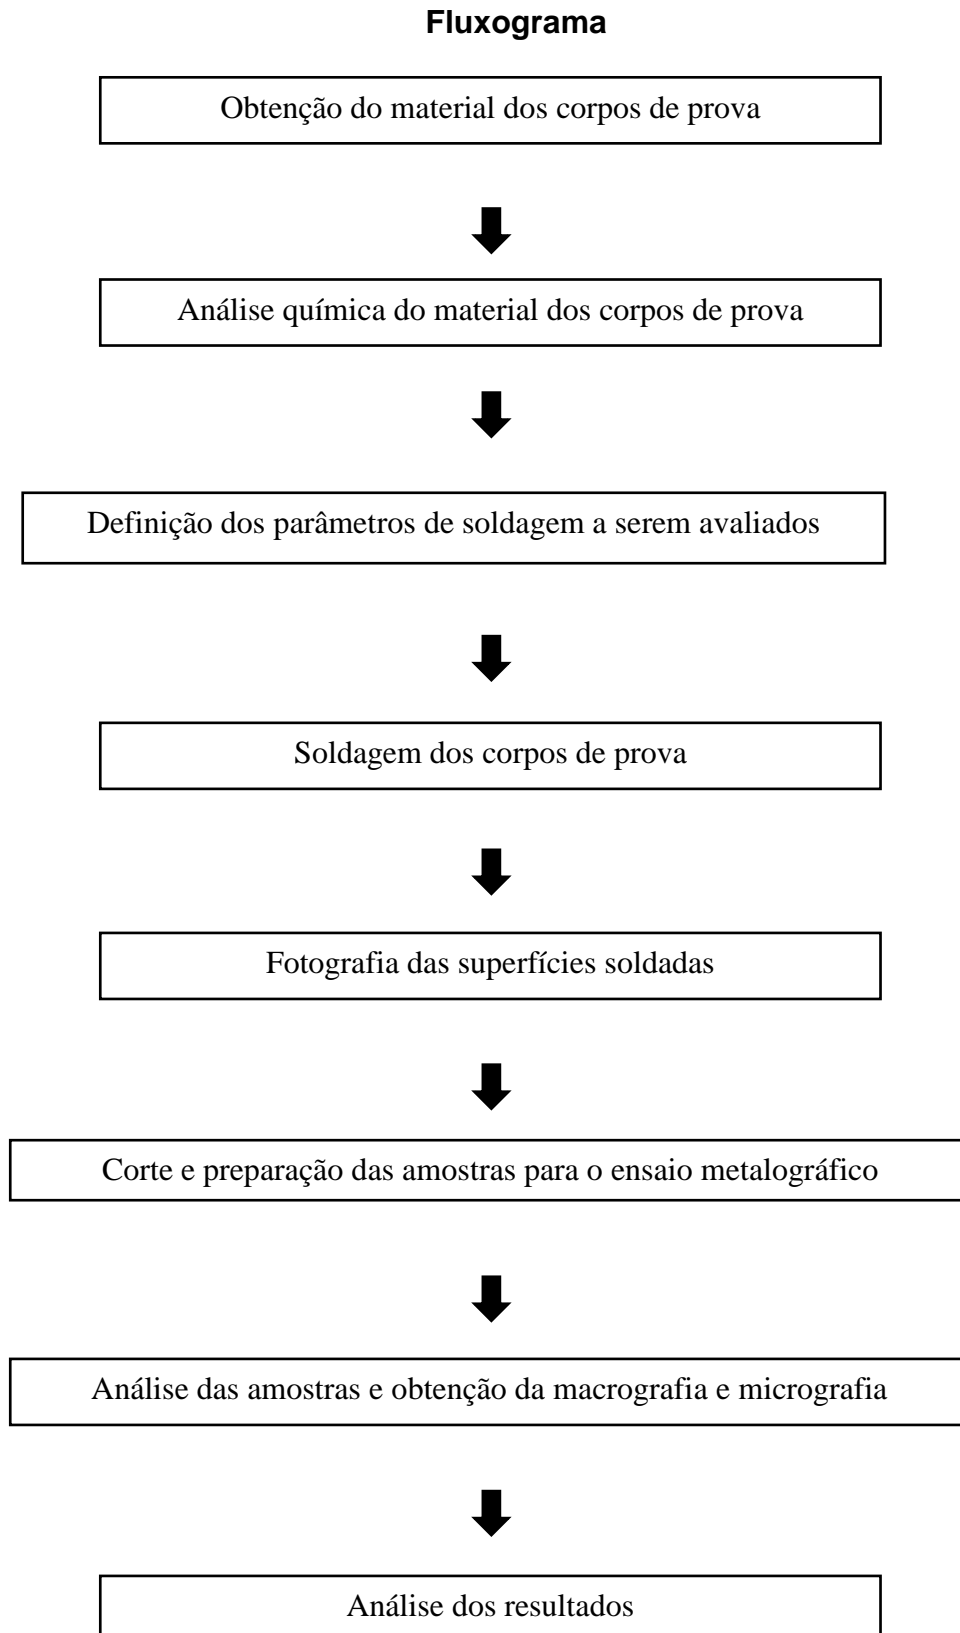 Fluxograma
Obtenção do material dos corpos de prova
Análise química do material dos corpos de prova
Definição dos parâmetros de soldagem a serem avaliados
Soldagem dos corpos de prova
Fotografia das superfícies soldadas
Corte e preparação das amostras para o ensaio metalográfico
Análise das amostras e obtenção da macrografia e micrografia
Análise dos resultados